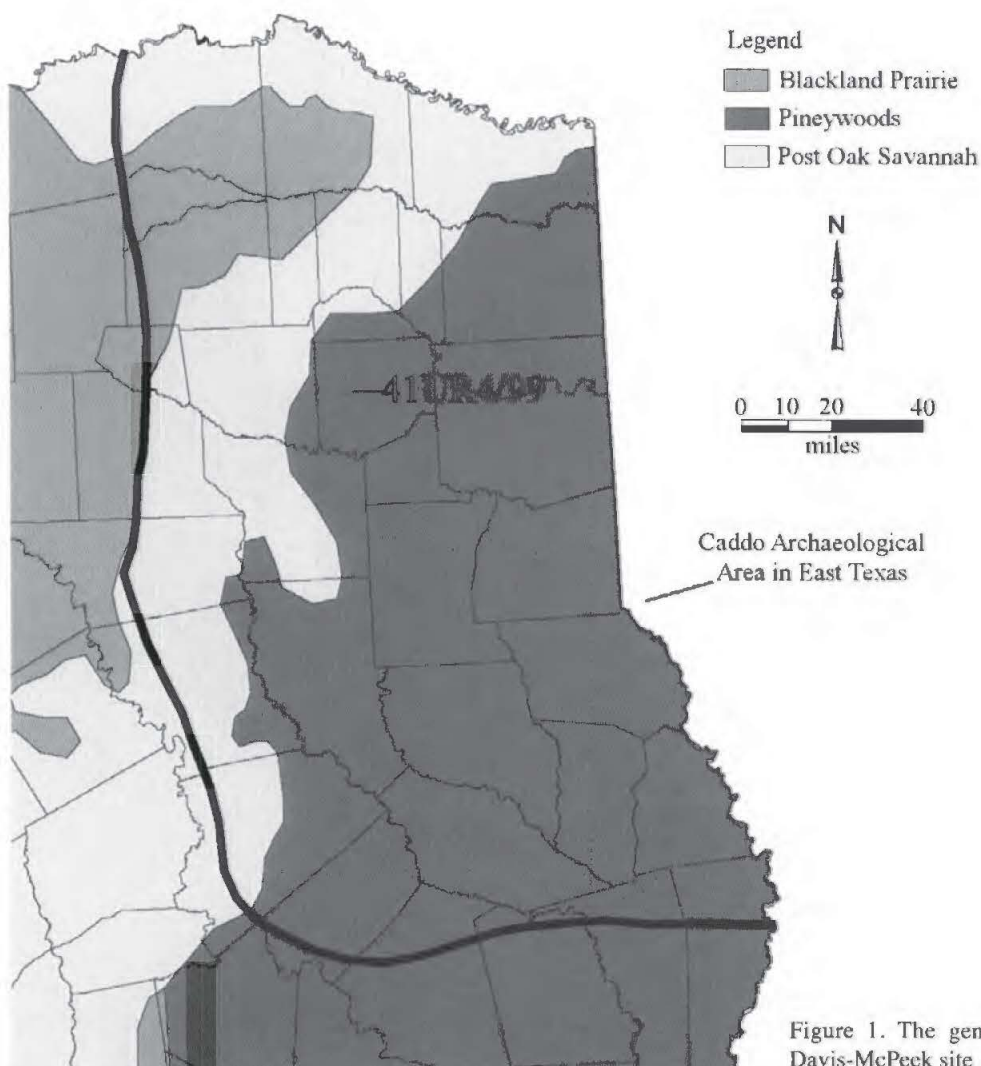 Legend
Blackland Prairie
Pineywoods
Post Oak Savannah
N
0 10 20 40
miles
41UR4/99
Caddo Archaeological
Area in East Texas
Figure 1. The gen
Davis-McPeek site